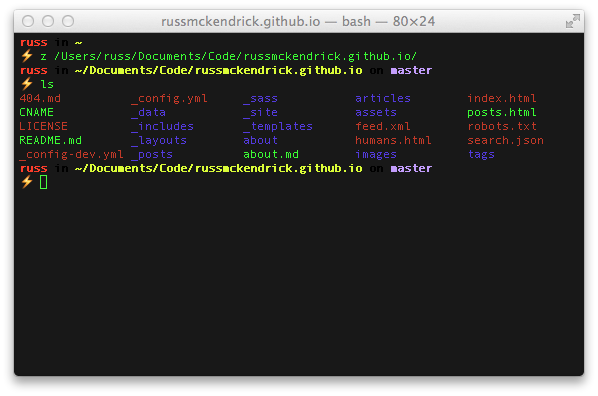 russmckendrick.github.io — bash — 80×24
russ in ~
⚡ z /Users/russ/Documents/Code/russmckendrick.github.io/
russ in ~/Documents/Code/russmckendrick.github.io on master
⚡ ls
404.md _config.yml _sass articles index.html
CNAME _data _site assets posts.html
LICENSE _includes _templates feed.xml robots.txt
README.md _layouts about humans.html search.json
_config-dev.yml _posts about.md images tags
russ in ~/Documents/Code/russmckendrick.github.io on master
⚡